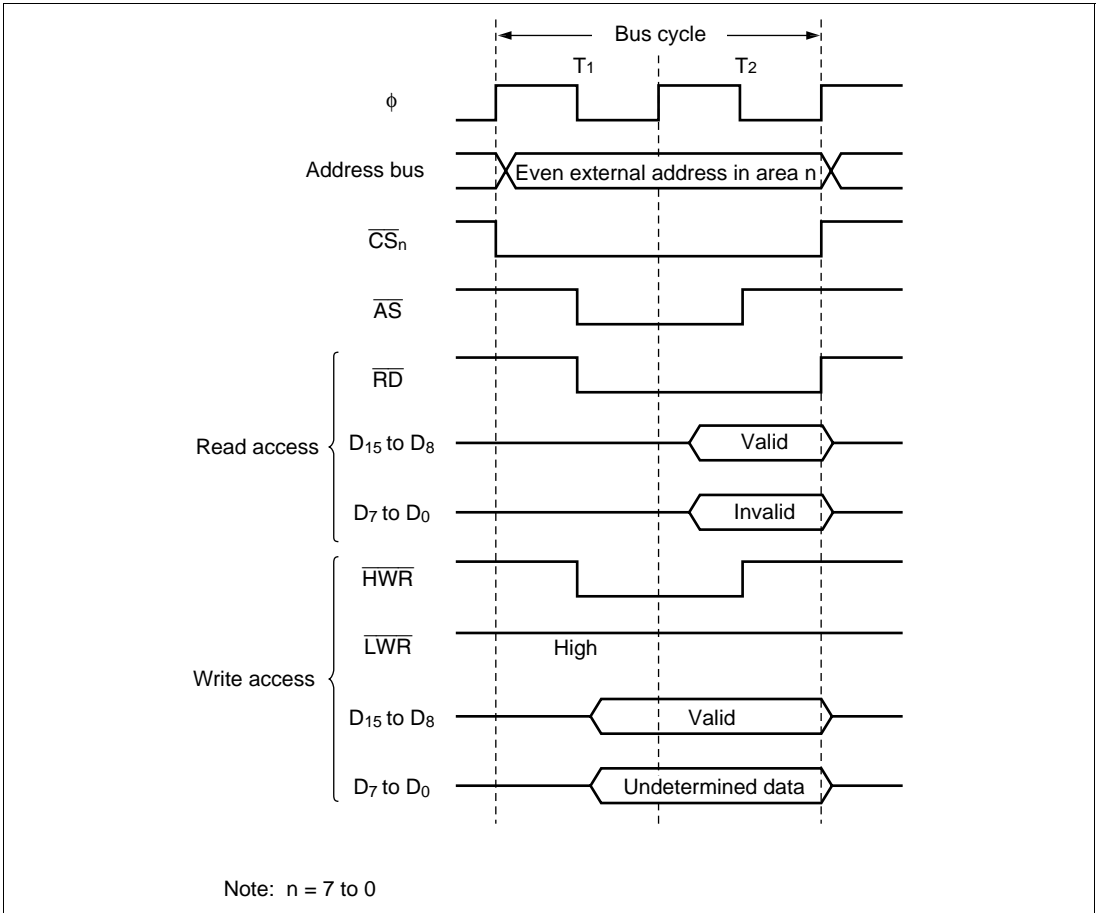 Bus cycle
T1 T2
ϕ
Address bus Even external address in area n
CSn
AS
RD
Read access D15 to D8 Valid
D7 to D0 Invalid
HWR
LWR High
Write access
D15 to D8 Valid
D7 to D0 Undetermined data
Note: n = 7 to 0